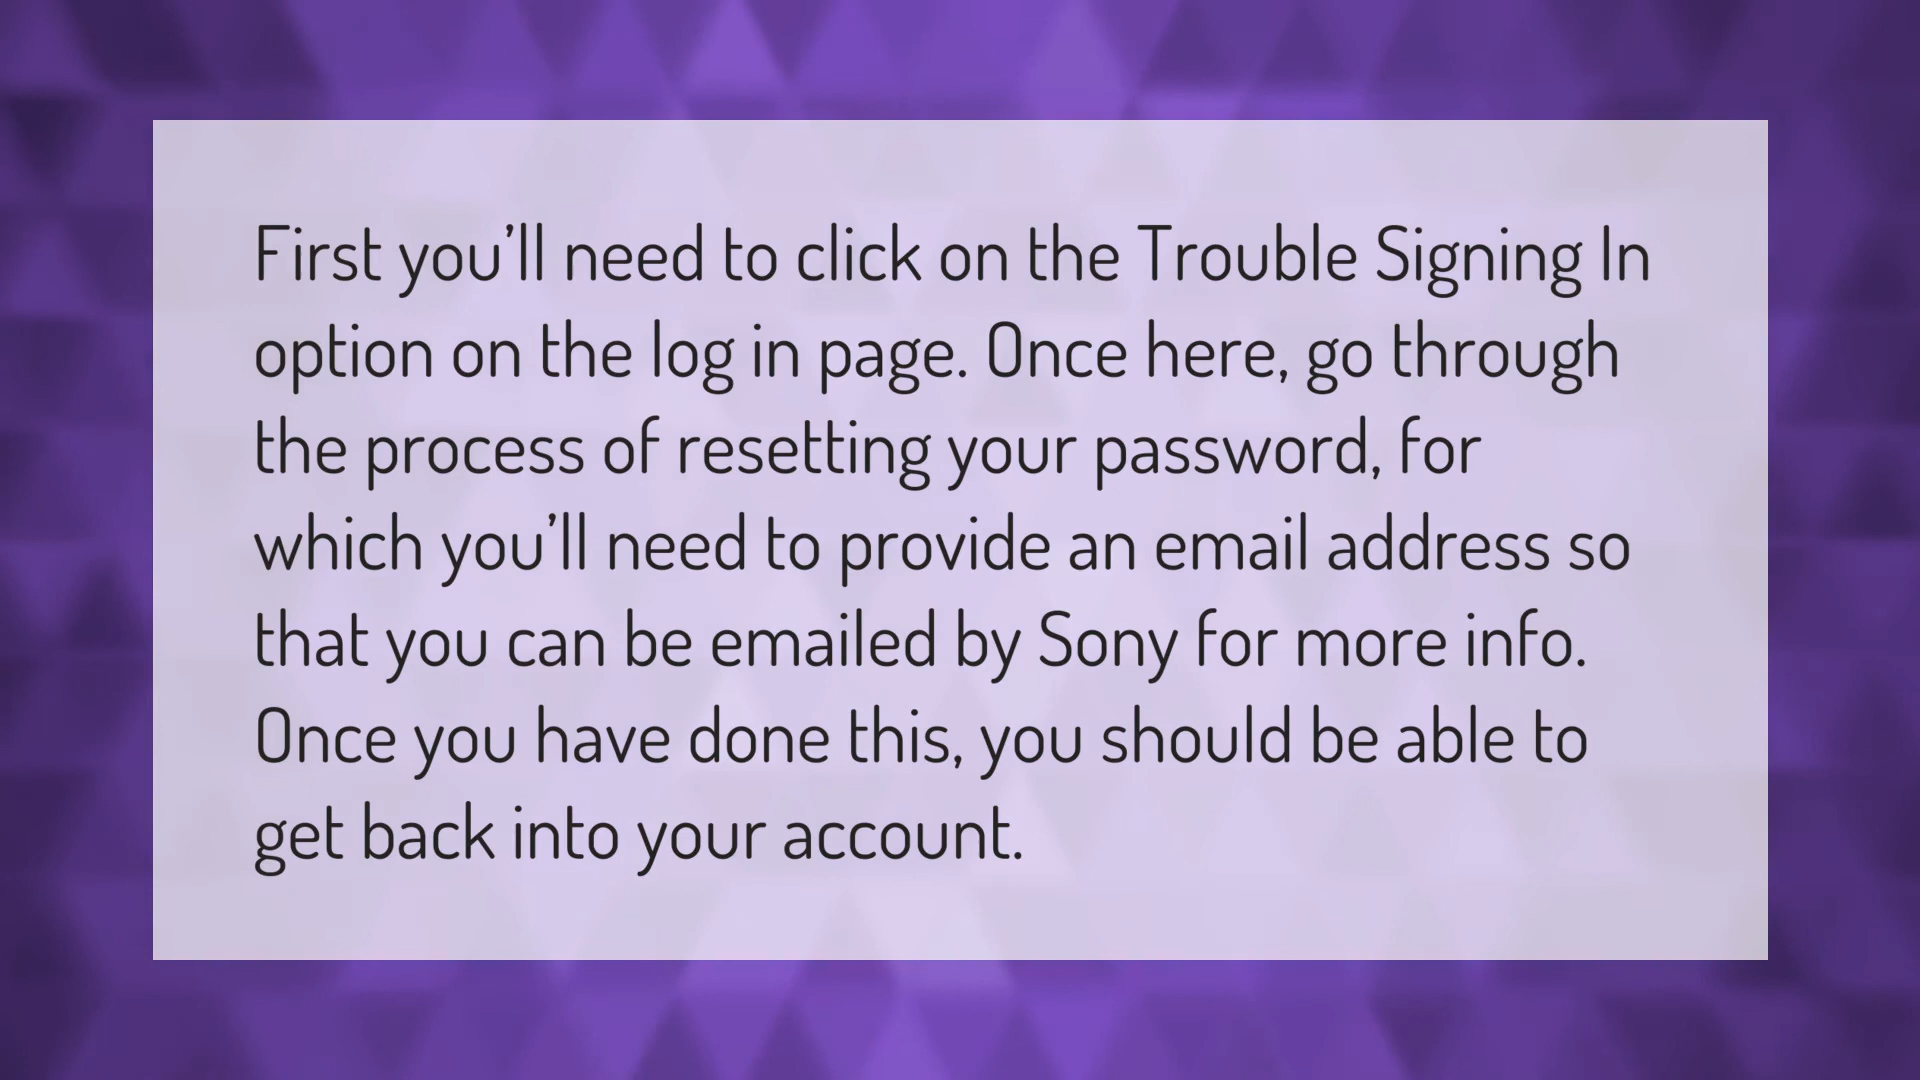 First you’ll need to click on the Trouble Signing In
option on the log in page. Once here, go through
the process of resetting your password, for
which you’ll need to provide an email address so
that you can be emailed by Sony for more info.
Once you have done this, you should be able to
get back into your account.